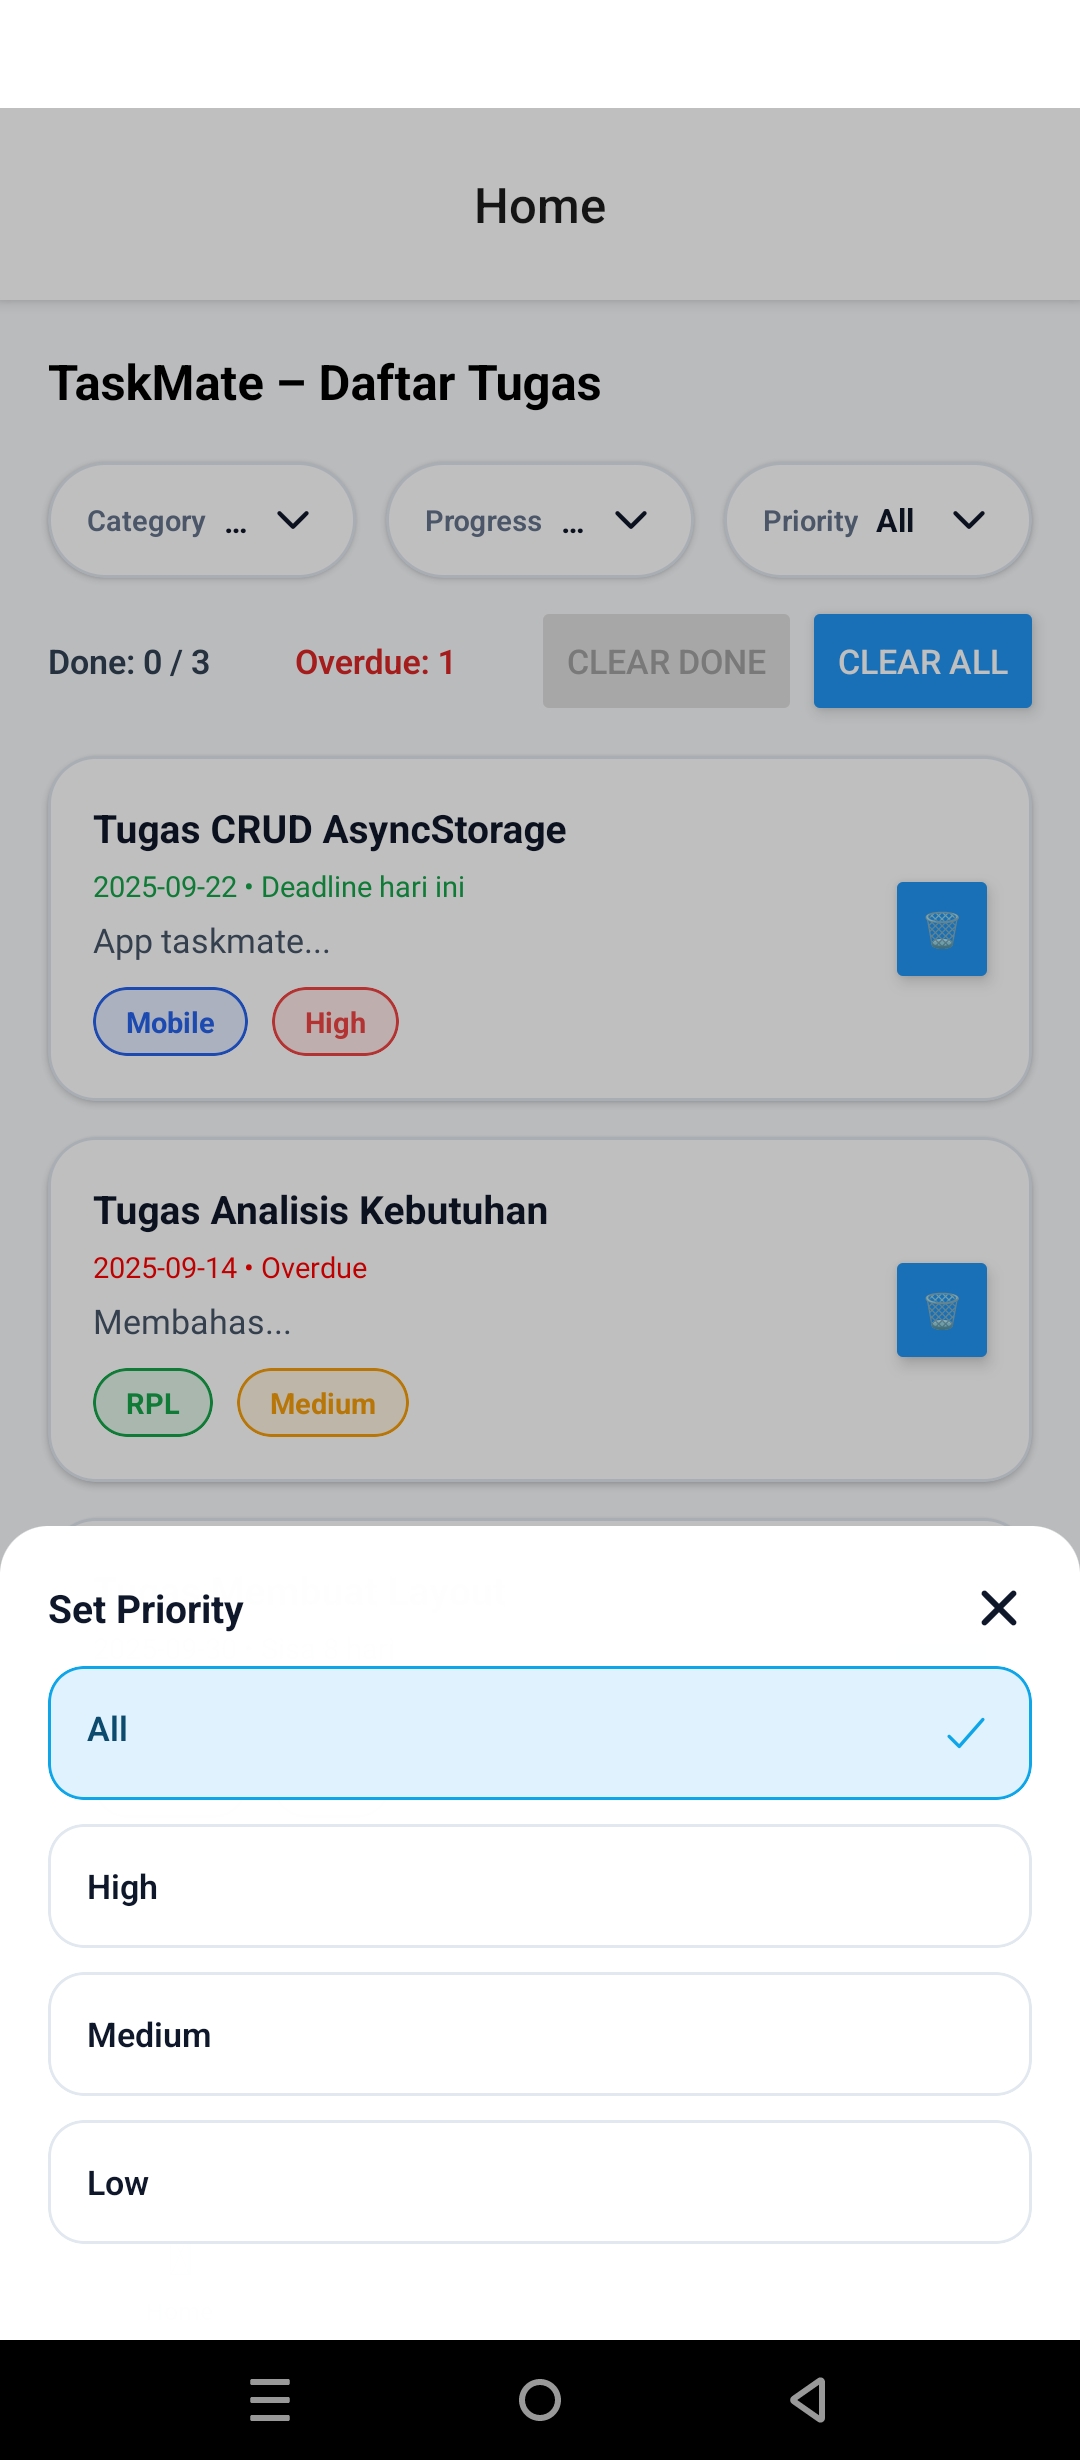 Home
TaskMate – Daftar Tugas
Category ... Progress ... Priority All
Done: 0 / 3 Overdue: 1 CLEAR DONE CLEAR ALL
Tugas CRUD AsyncStorage
2025-09-22 • Deadline hari ini
App taskmate...
Mobile High
Tugas Analisis Kebutuhan
2025-09-14 • Overdue
Membahas...
RPL Medium
Set Priority
All
High
Medium
Low